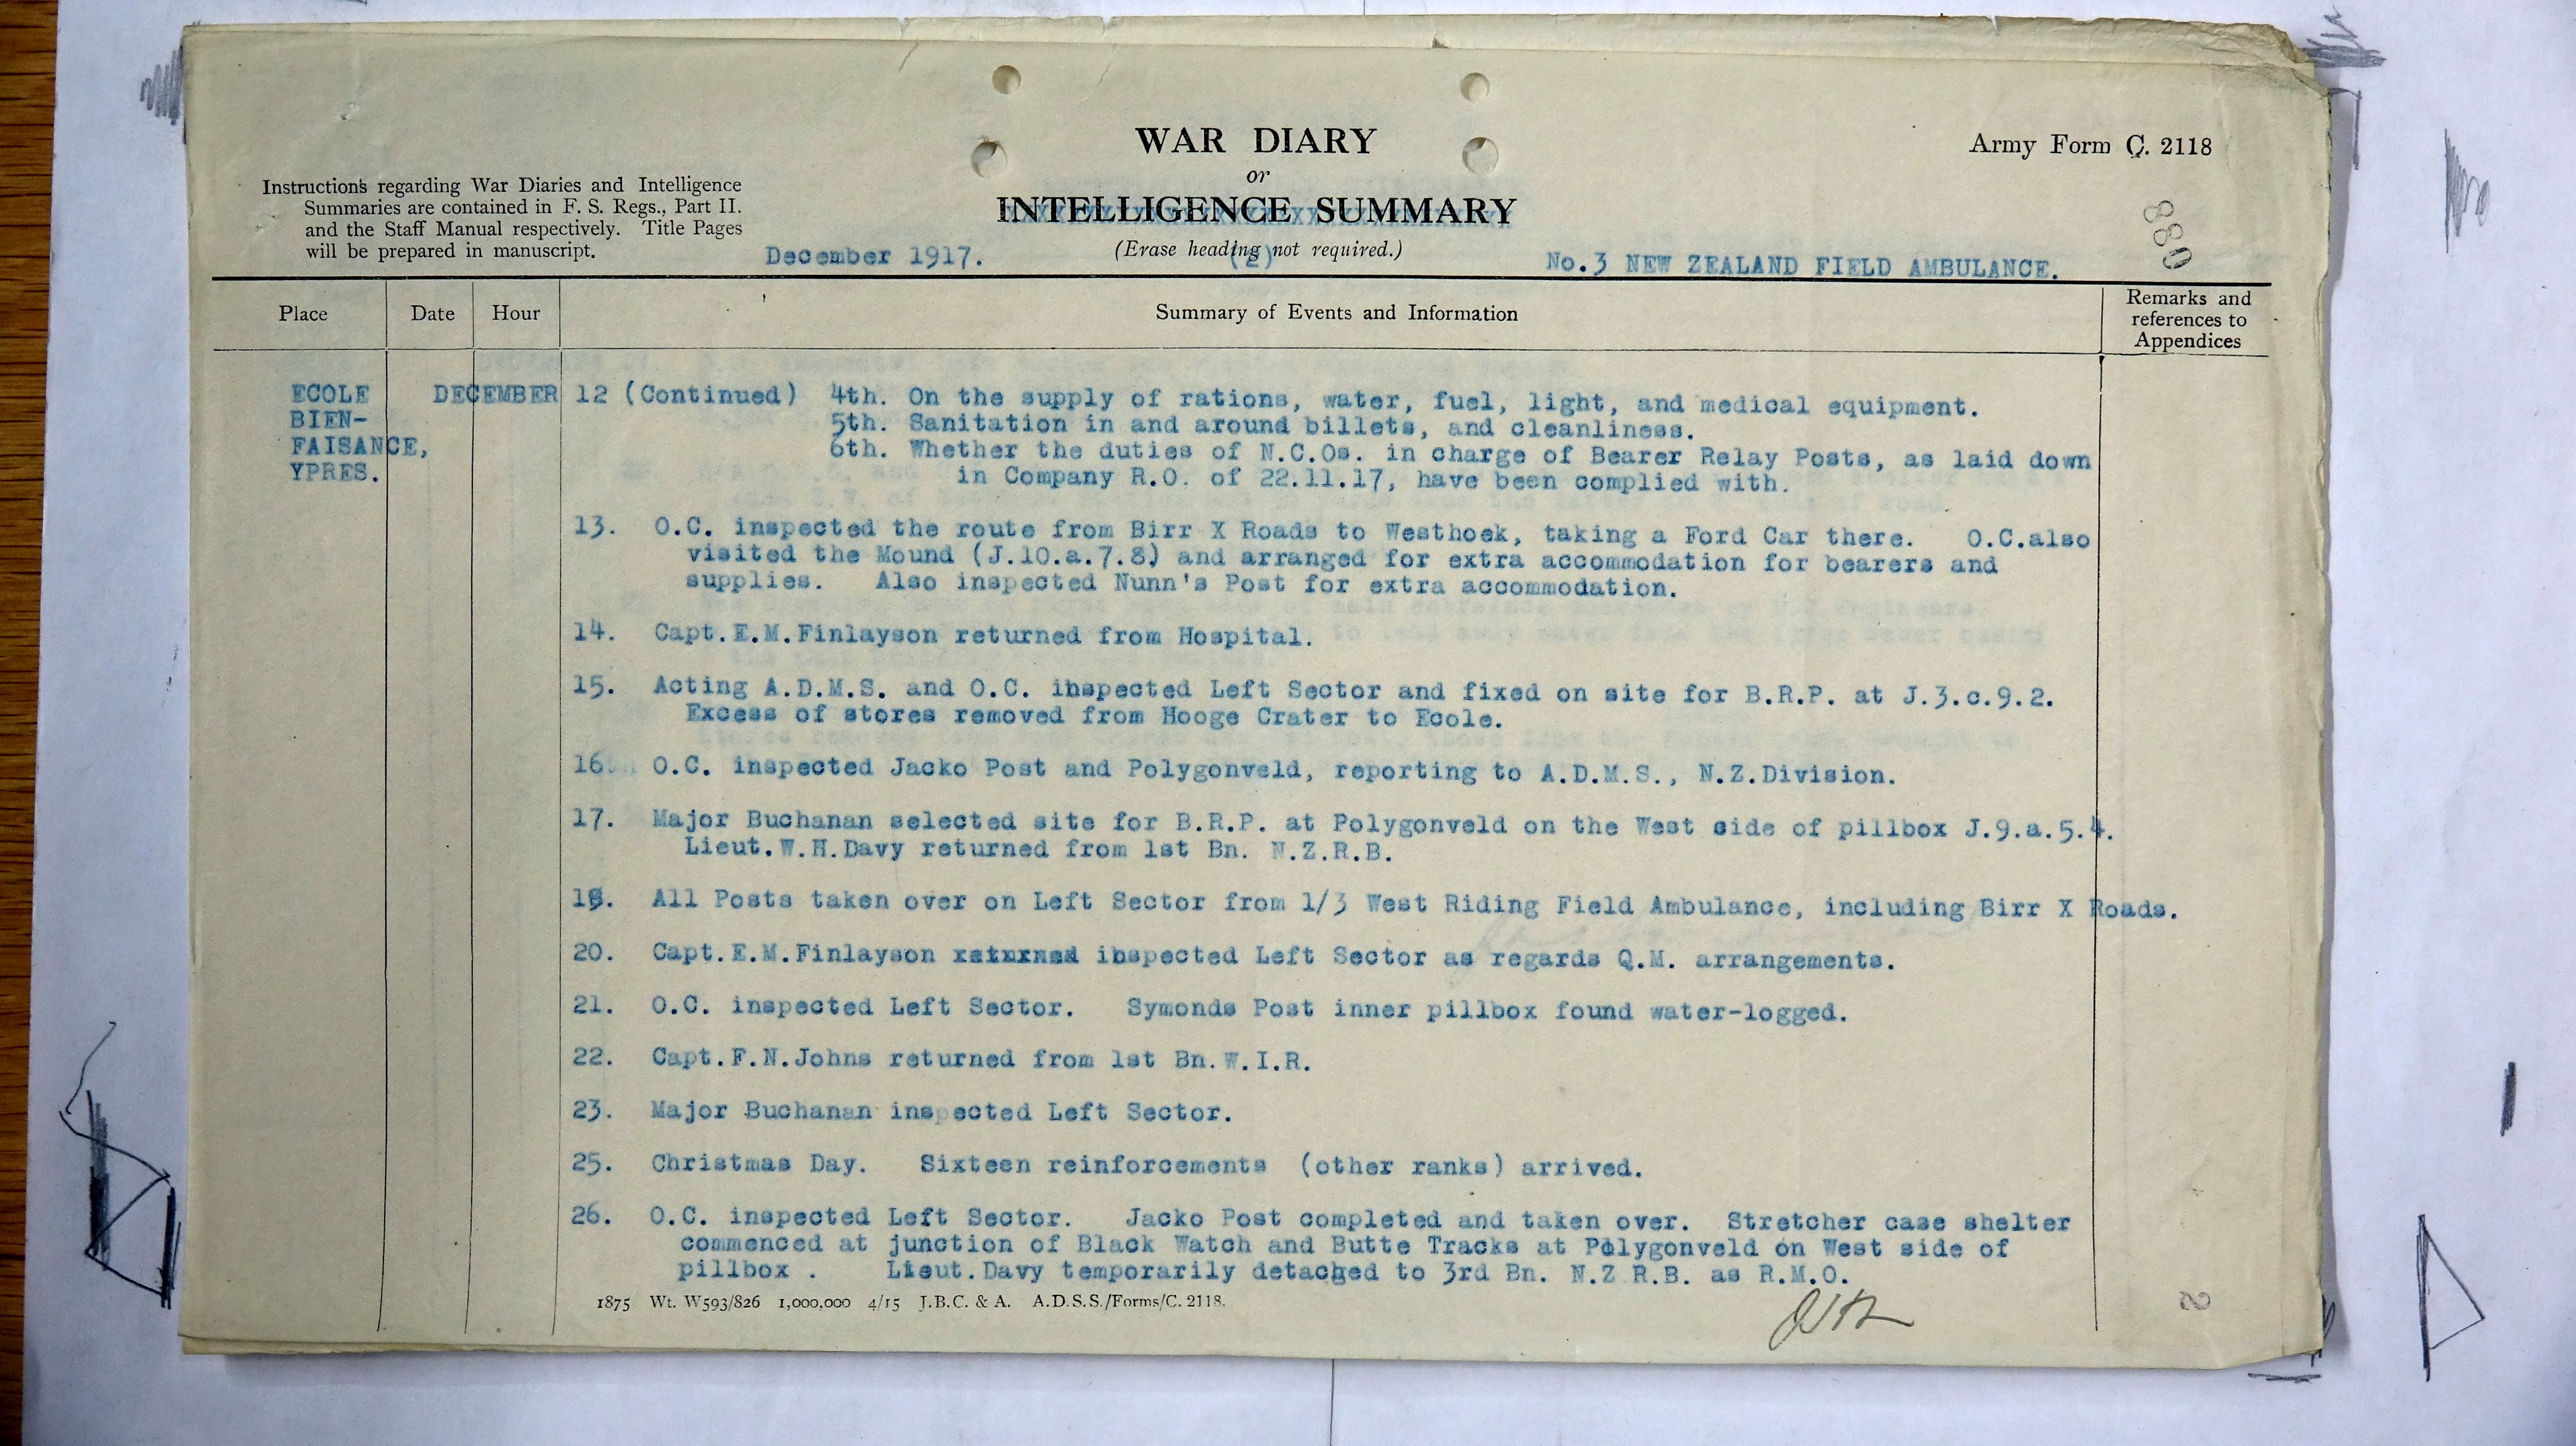 WAR DIARY
or
INTELLIGENCE SUMMARY
(Erase heading not required.)
Army Form C. 2118
Instructions regarding War Diaries and Intelligence
Summaries are contained in F. S. Regs., Part II.
and the Staff Manual respectively. Title Pages
will be prepared in manuscript.
December 1917.
(2)
No.3 NEW ZEALAND FIELD AMBULANCE.
880
Place Date Hour Summary of Events and Information Remarks and
references to
Appendices
ECOLE
BIEN-
FAISANCE,
YPRES.
DECEMBER 12 (Continued) 4th. On the supply of rations, water, fuel, light, and medical equipment.
5th. Sanitation in and around billets, and cleanliness.
6th. Whether the duties of N.C.Os. in charge of Bearer Relay Posts, as laid down
in Company R.O. of 22.11.17, have been complied with.
13. O.C. inspected the route from Birr X Roads to Westhoek, taking a Ford Car there. O.C.also
visited the Mound (J.10.a.7.8) and arranged for extra accommodation for bearers and
supplies. Also inspected Nunn's Post for extra accommodation.
14. Capt.E.M.Finlayson returned from Hospital.
15. Acting A.D.M.S. and O.C. inspected Left Sector and fixed on site for B.R.P. at J.3.c.9.2.
Excess of stores removed from Hooge Crater to Ecole.
16. O.C. inspected Jacko Post and Polygonveld, reporting to A.D.M.S., N.Z.Division.
17. Major Buchanan selected site for B.R.P. at Polygonveld on the West side of pillbox J.9.a.5.4.
Lieut.W.H.Davy returned from 1st Bn. N.Z.R.B.
18. All Posts taken over on Left Sector from 1/3 West Riding Field Ambulance, including Birr X Roads.
20. Capt.E.M.Finlayson returned inspected Left Sector as regards Q.M. arrangements.
21. O.C. inspected Left Sector. Symonds Post inner pillbox found water-logged.
22. Capt.F.N.Johns returned from 1st Bn.W.I.R.
23. Major Buchanan inspected Left Sector.
25. Christmas Day. Sixteen reinforcements (other ranks) arrived.
26. O.C. inspected Left Sector. Jacko Post completed and taken over. Stretcher case shelter
commenced at junction of Black Watch and Butte Tracks at Polygonveld on West side of
pillbox . Lieut.Davy temporarily detached to 3rd Bn. N.Z R.B. as R.M.O.
1875 Wt. W593/826 1,000,000 4/15 J.B.C. & A. A.D.S.S./Forms/C. 2118.
2